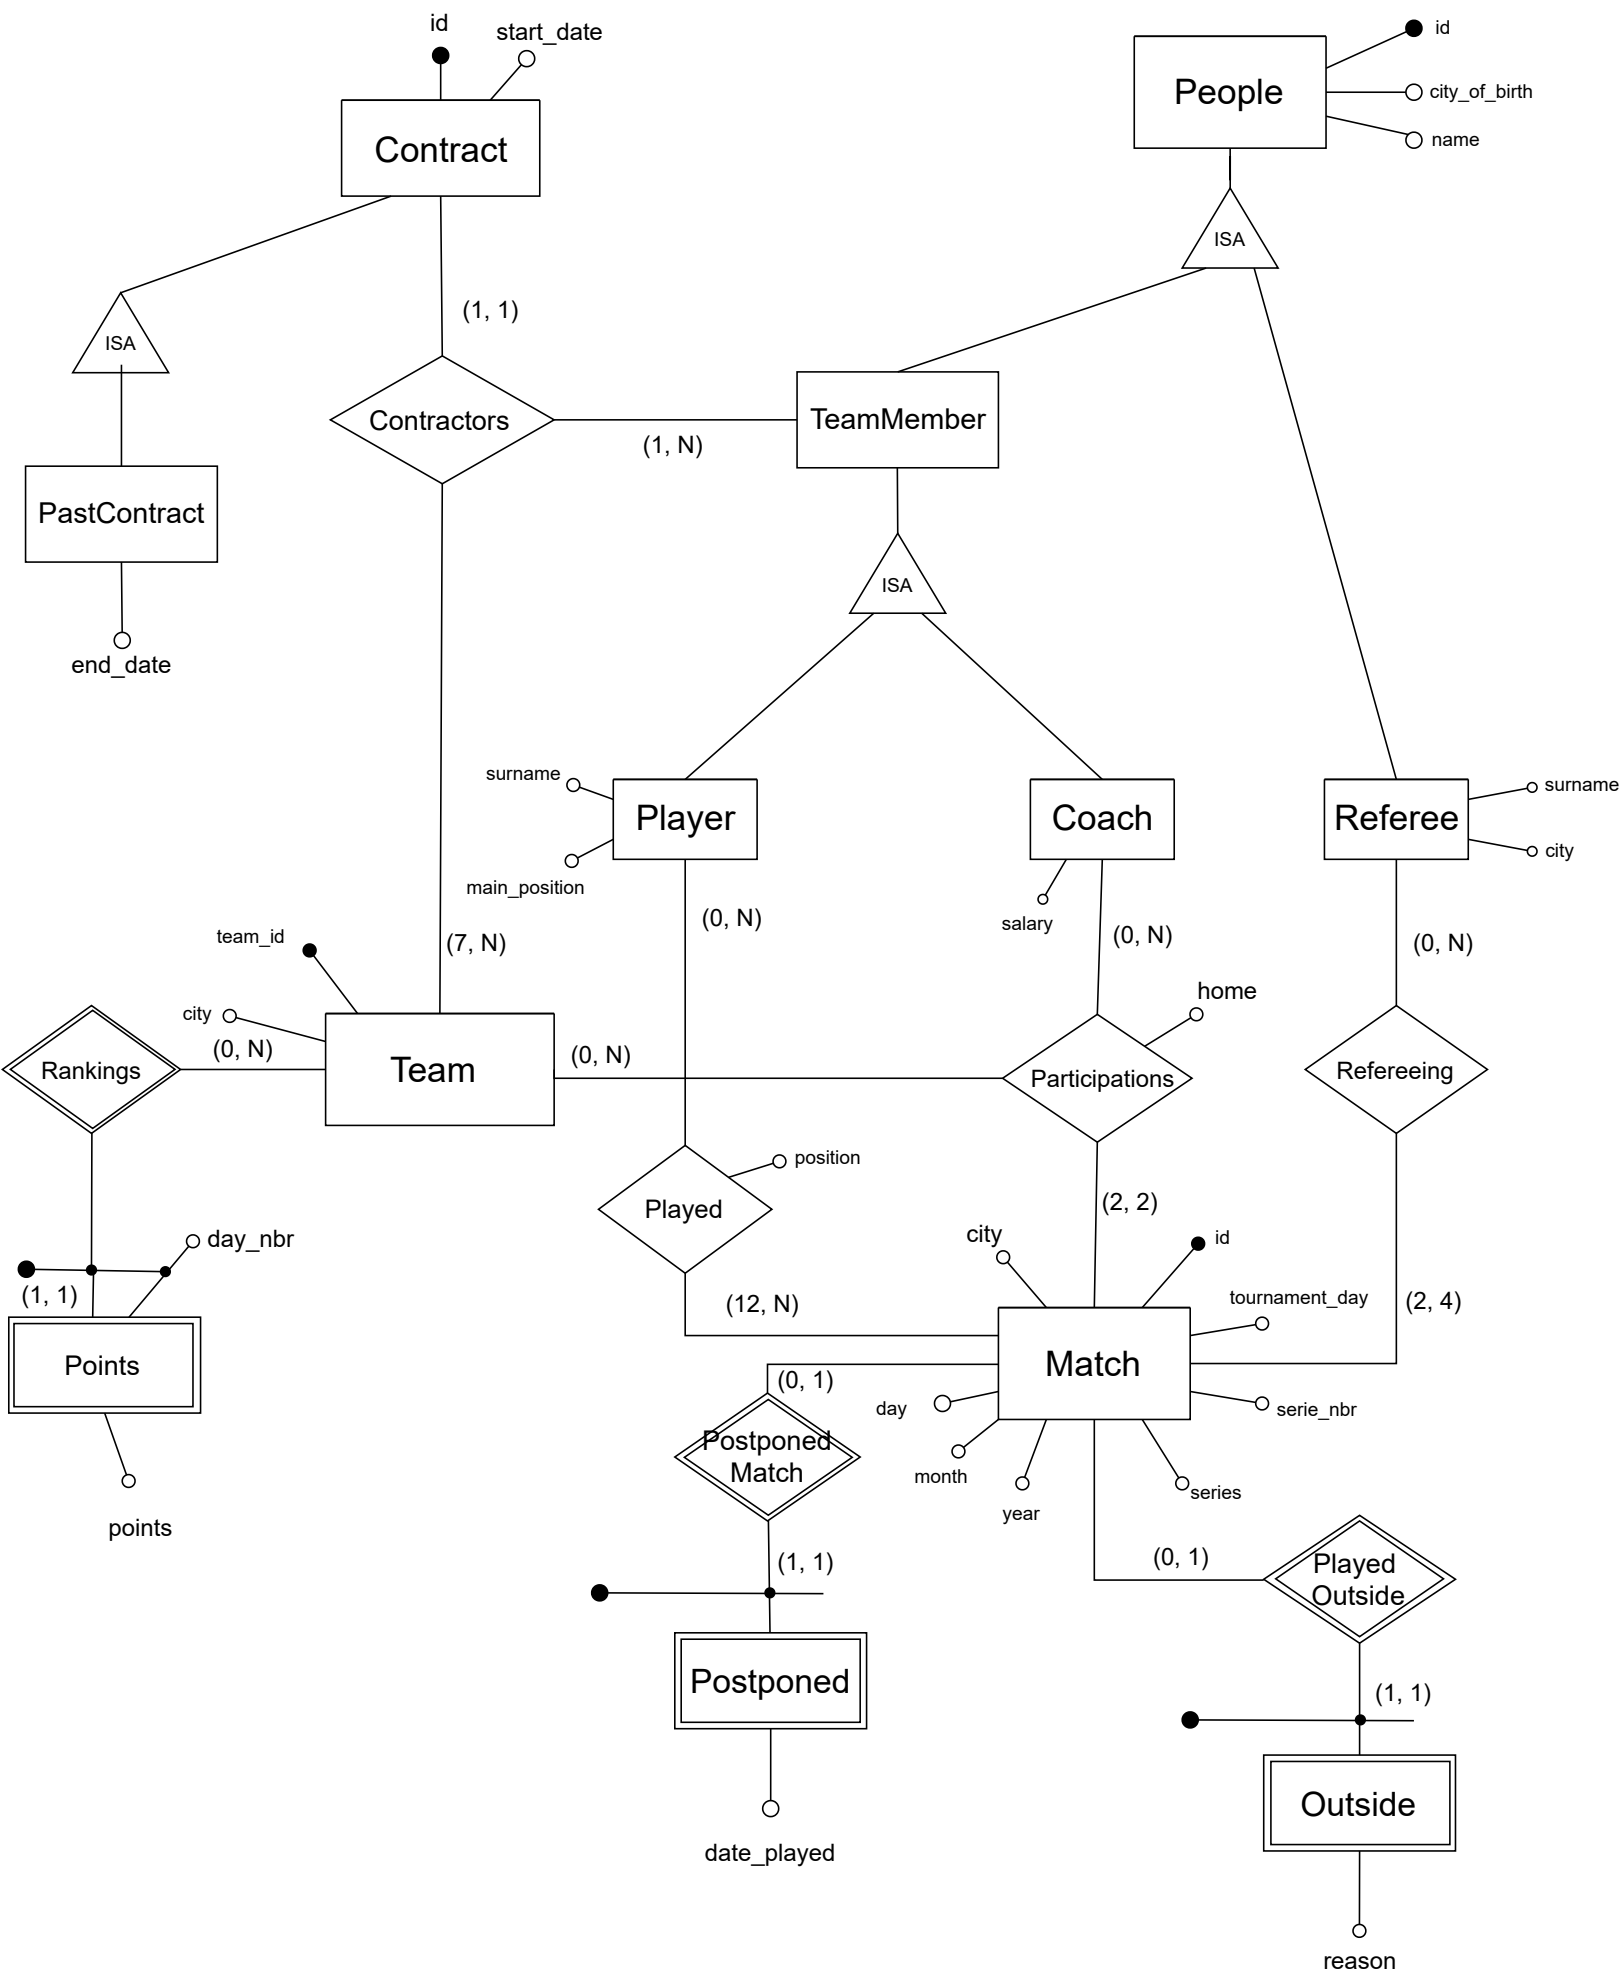 id
start_date
id
People
city_of_birth
name
Contract
ISA
(1, 1)
ISA
Contractors
TeamMember
(1, N)
PastContract
ISA
end_date
surname
Player
main_position
Coach
salary
Referee
surname
city
(0, N)
(0, N)
(0, N)
team_id
(7, N)
home
city
(0, N)
Rankings
Team
(0, N)
Participations
Refereeing
position
Played
(2, 2)
day_nbr
(1, 1)
city
id
tournament_day
(12, N)
(2, 4)
Points
Match
(0, 1)
day
serie_nbr
Postponed
Match
month
year
series
points
(1, 1)
(0, 1)
Played
Outside
Postponed
(1, 1)
date_played
Outside
reason